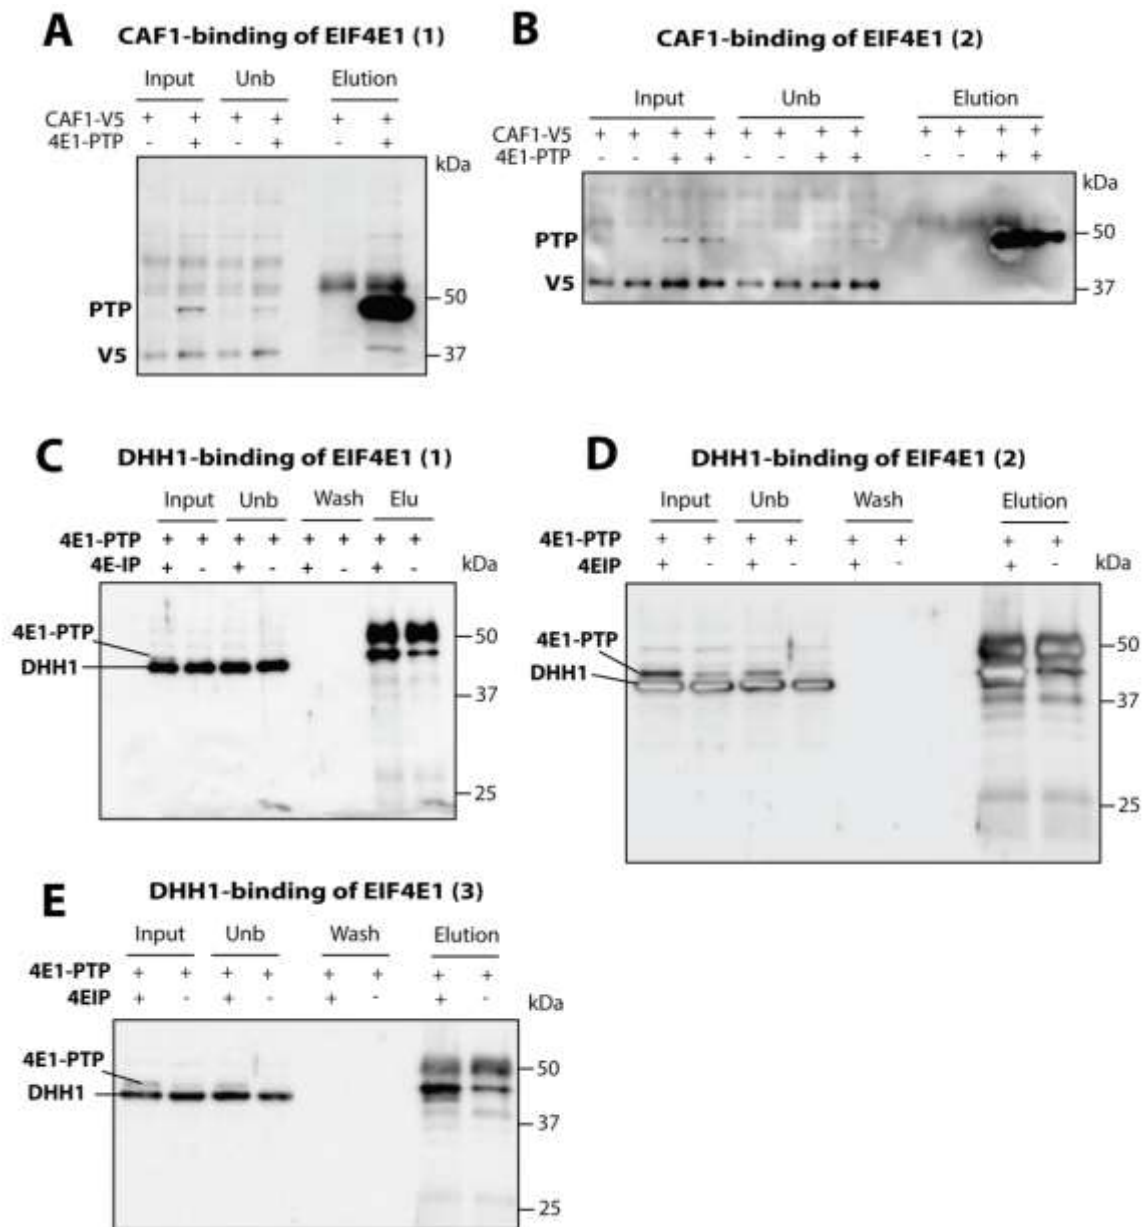 A CAF1-binding of EIF4E1 (1)
Input Unb Elution
CAF1-V5 + + + + + +
4E1-PTP - + - + - +
kDa
PTP
V5
50
37
B CAF1-binding of EIF4E1 (2)
Input Unb Elution
CAF1-V5 + + + + + + + + + + + +
4E1-PTP - - + + - - + + - - + +
kDa
PTP
V5
50
37
C DHH1-binding of EIF4E1 (1)
Input Unb Wash Elu
4E1-PTP + + + + + + + +
4E-IP + - + - + - + -
kDa
4E1-PTP
DHH1
50
37
25
D DHH1-binding of EIF4E1 (2)
Input Unb Wash Elution
4E1-PTP + + + + + + + +
4EIP + - + - + - + -
kDa
4E1-PTP
DHH1
50
37
25
E DHH1-binding of EIF4E1 (3)
Input Unb Wash Elution
4E1-PTP + + + + + + + +
4EIP + - + - + - + -
kDa
4E1-PTP
DHH1
50
37
25